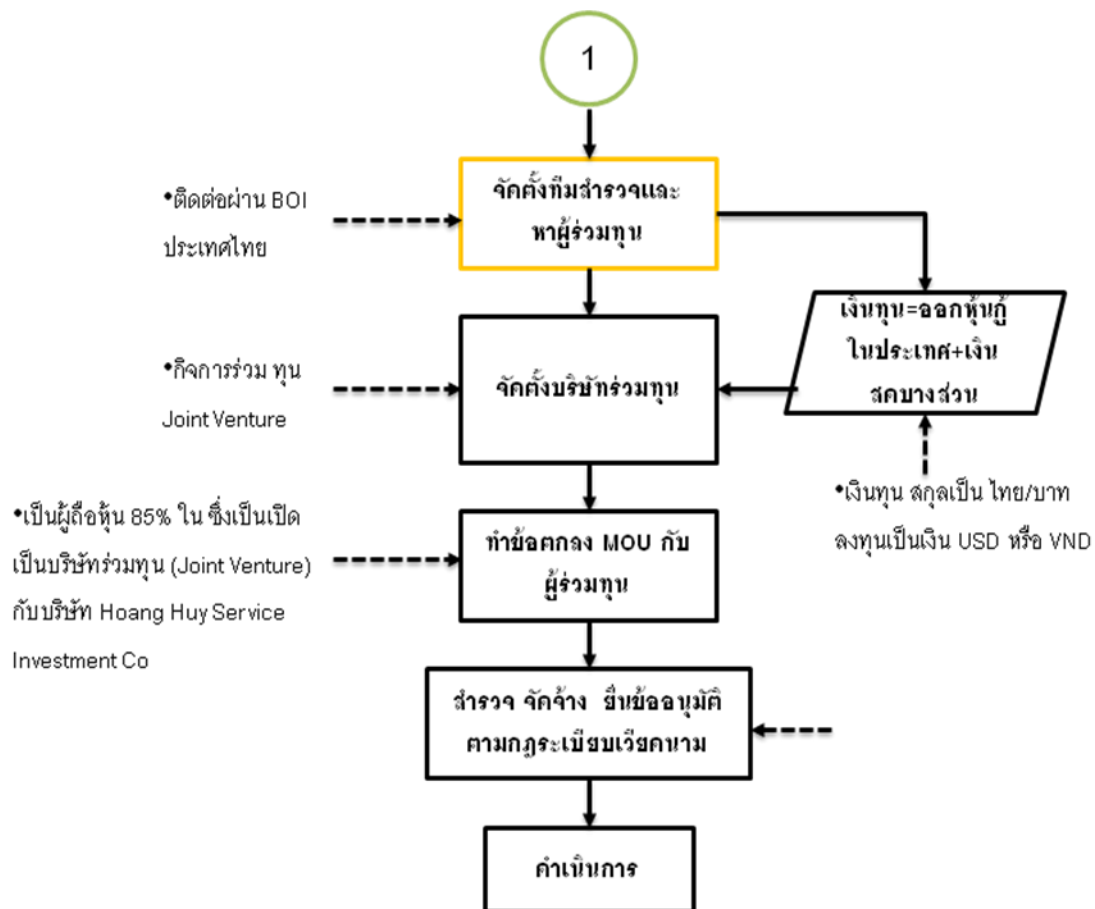 1
จัดตั้งทีมสำรวจและ
หาผู้ร่วมทุน
•ติดต่อผ่าน BOI
ประเทศไทย
เงินทุน=ออกหุ้นกู้
ในประเทศ+เงิน
สดบางส่วน
จัดตั้งบริษัทร่วมทุน
•กิจการร่วม ทุน
Joint Venture
•เงินทุน สกุลเป็น ไทย/บาท
ลงทุนเป็นเงิน USD หรือ VND
•เป็นผู้ถือหุ้น 85% ใน ซึ่งเป็นเปิด
เป็นบริษัทร่วมทุน (Joint Venture)
กับบริษัท Hoang Huy Service
Investment Co
ทำข้อตกลง MOU กับ
ผู้ร่วมทุน
สำรวจ จัดจ้าง ยื่นข้ออนุมัติ
ตามกฎระเบียบเวียดนาม
ดำเนินการ